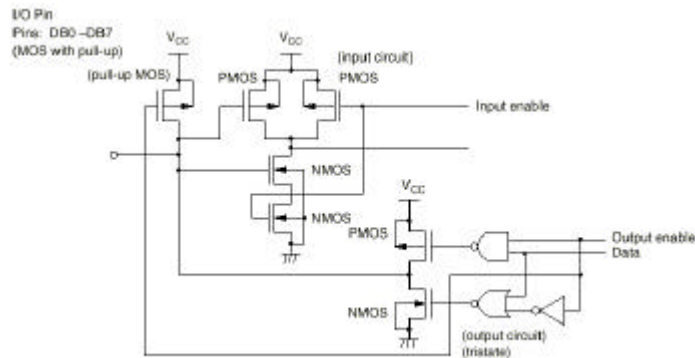 I/O Pin
Pins: DB0 –DB7
(MOS with pull-up)
VCC
(pull-up MOS)
VCC
(input circuit)
PMOS
PMOS
Input enable
NMOS
NMOS
VCC
PMOS
Output enable
Data
NMOS
(output circuit)
(tristate)